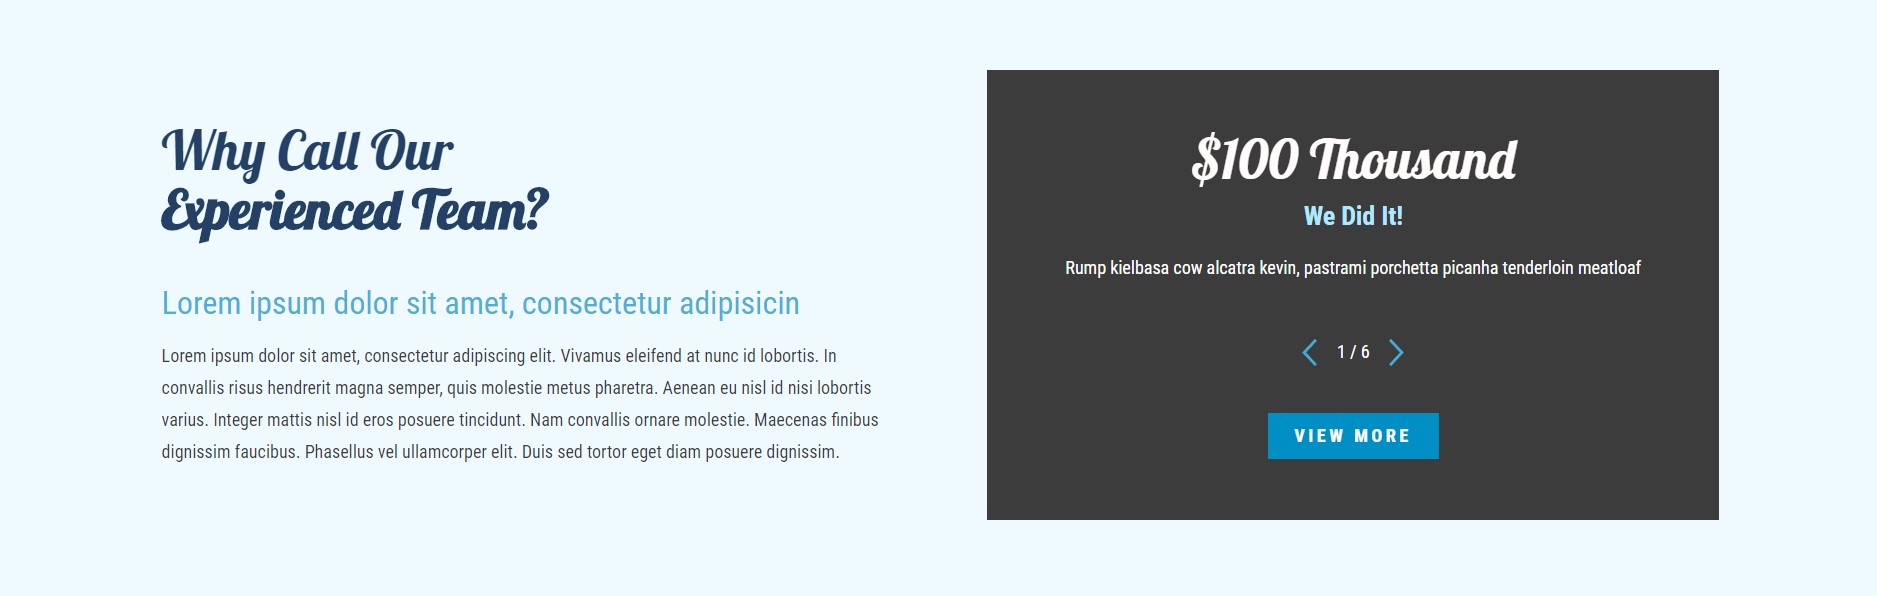 Why Call Our
Experienced Team?
Lorem ipsum dolor sit amet, consectetur adipisicin
Lorem ipsum dolor sit amet, consectetur adipiscing elit. Vivamus eleifend at nunc id lobortis. In
convallis risus hendrerit magna semper, quis molestie metus pharetra. Aenean eu nisl id nisi lobortis
varius. Integer mattis nisl id eros posuere tincidunt. Nam convallis ornare molestie. Maecenas finibus
dignissim faucibus. Phasellus vel ullamcorper elit. Duis sed tortor eget diam posuere dignissim.
$100 Thousand
We Did It!
Rump kielbasa cow alcatra kevin, pastrami porchetta picanha tenderloin meatloaf
1 / 6
VIEW MORE